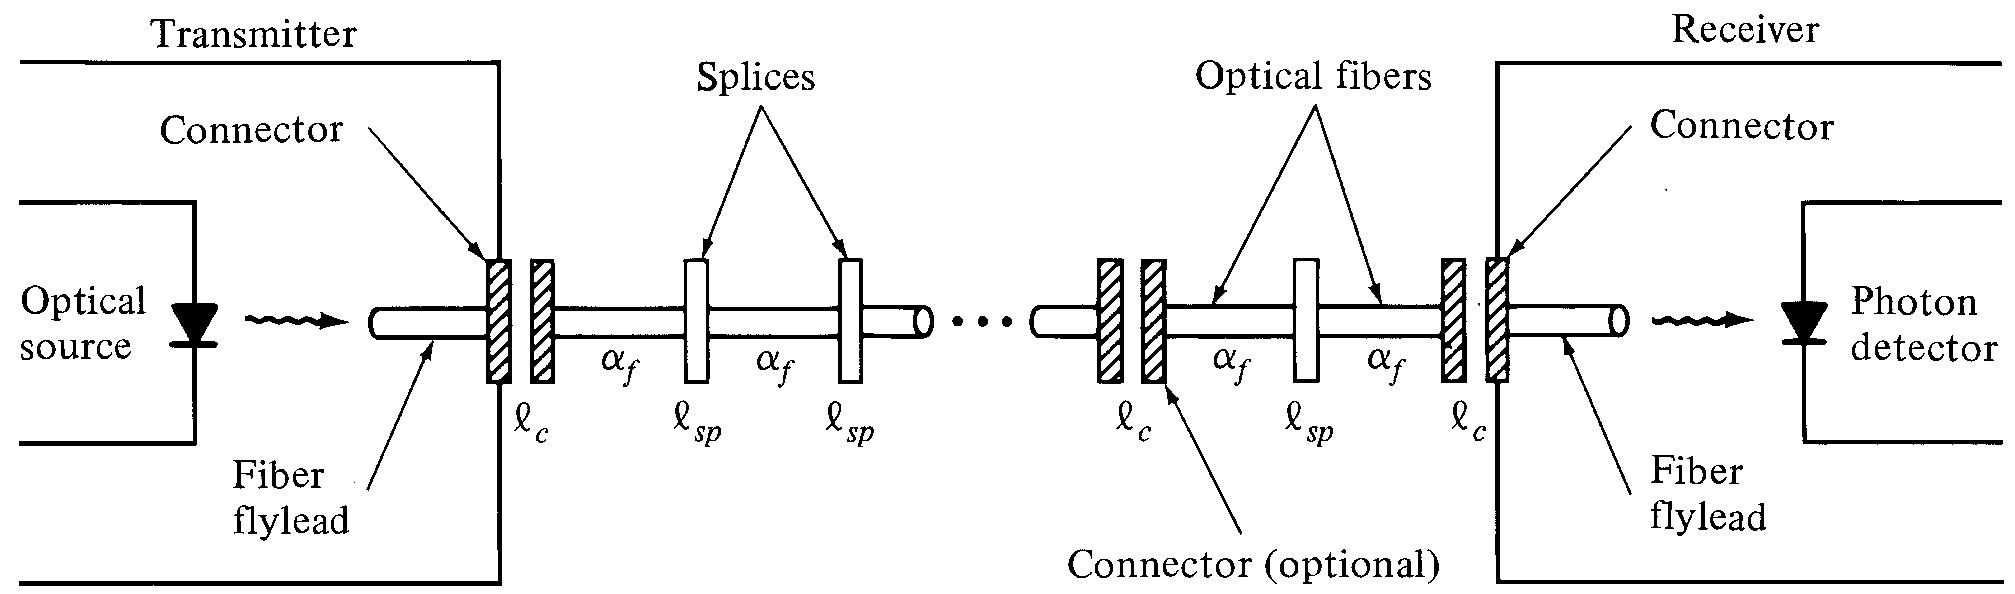 Transmitter
Receiver
Splices
Optical fibers
Connector
Connector
Optical
source
Photon
detector
α_f
α_f
α_f
α_f
ℓ_c
ℓ_sp
ℓ_sp
ℓ_c
ℓ_sp
ℓ_c
Fiber
flylead
Fiber
flylead
Connector (optional)